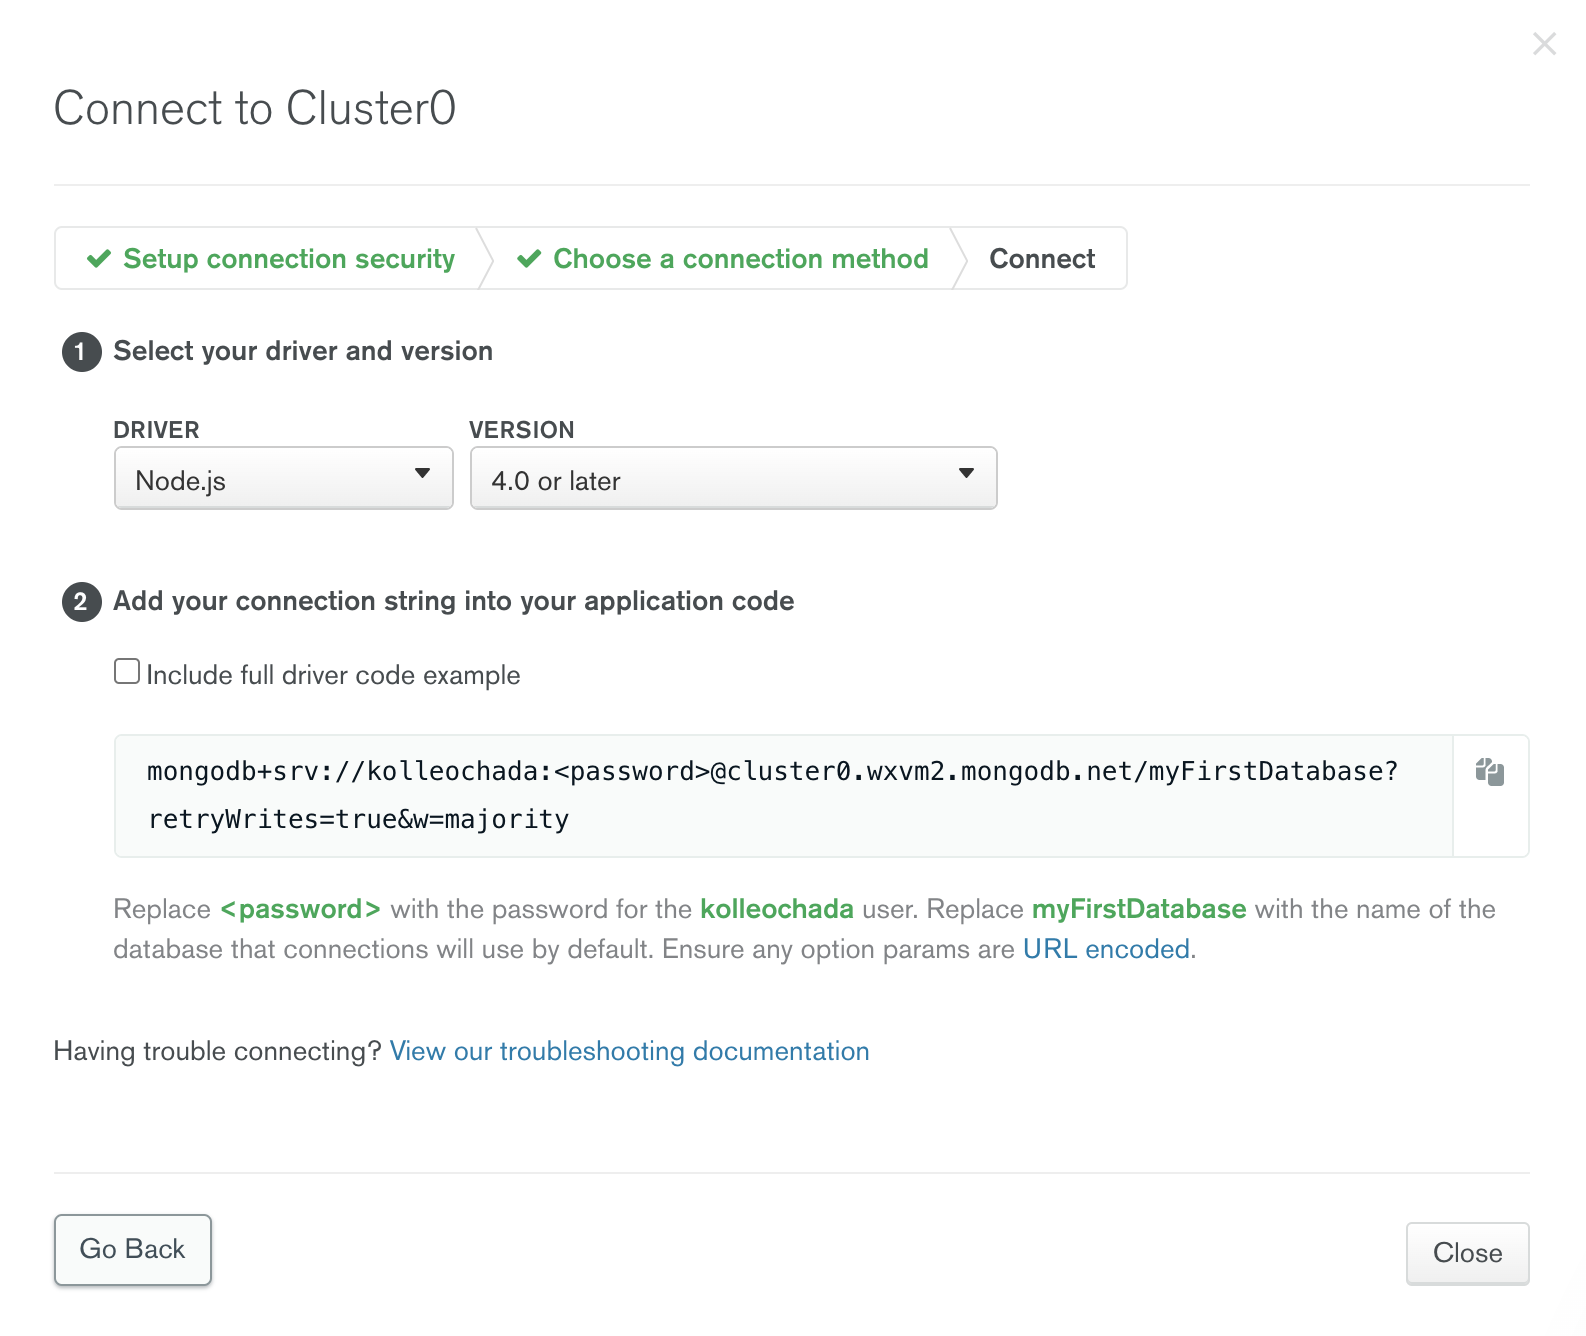 Connect to Cluster0
✔ Setup connection security ✔ Choose a connection method Connect
1 Select your driver and version
DRIVER VERSION
Node.js 4.0 or later
2 Add your connection string into your application code
Include full driver code example
mongodb+srv://kolleochada:<password>@cluster0.wxvm2.mongodb.net/myFirstDatabase?
retryWrites=true&w=majority
Replace <password> with the password for the kolleochada user. Replace myFirstDatabase with the name of the
database that connections will use by default. Ensure any option params are URL encoded.
Having trouble connecting? View our troubleshooting documentation
Go Back Close